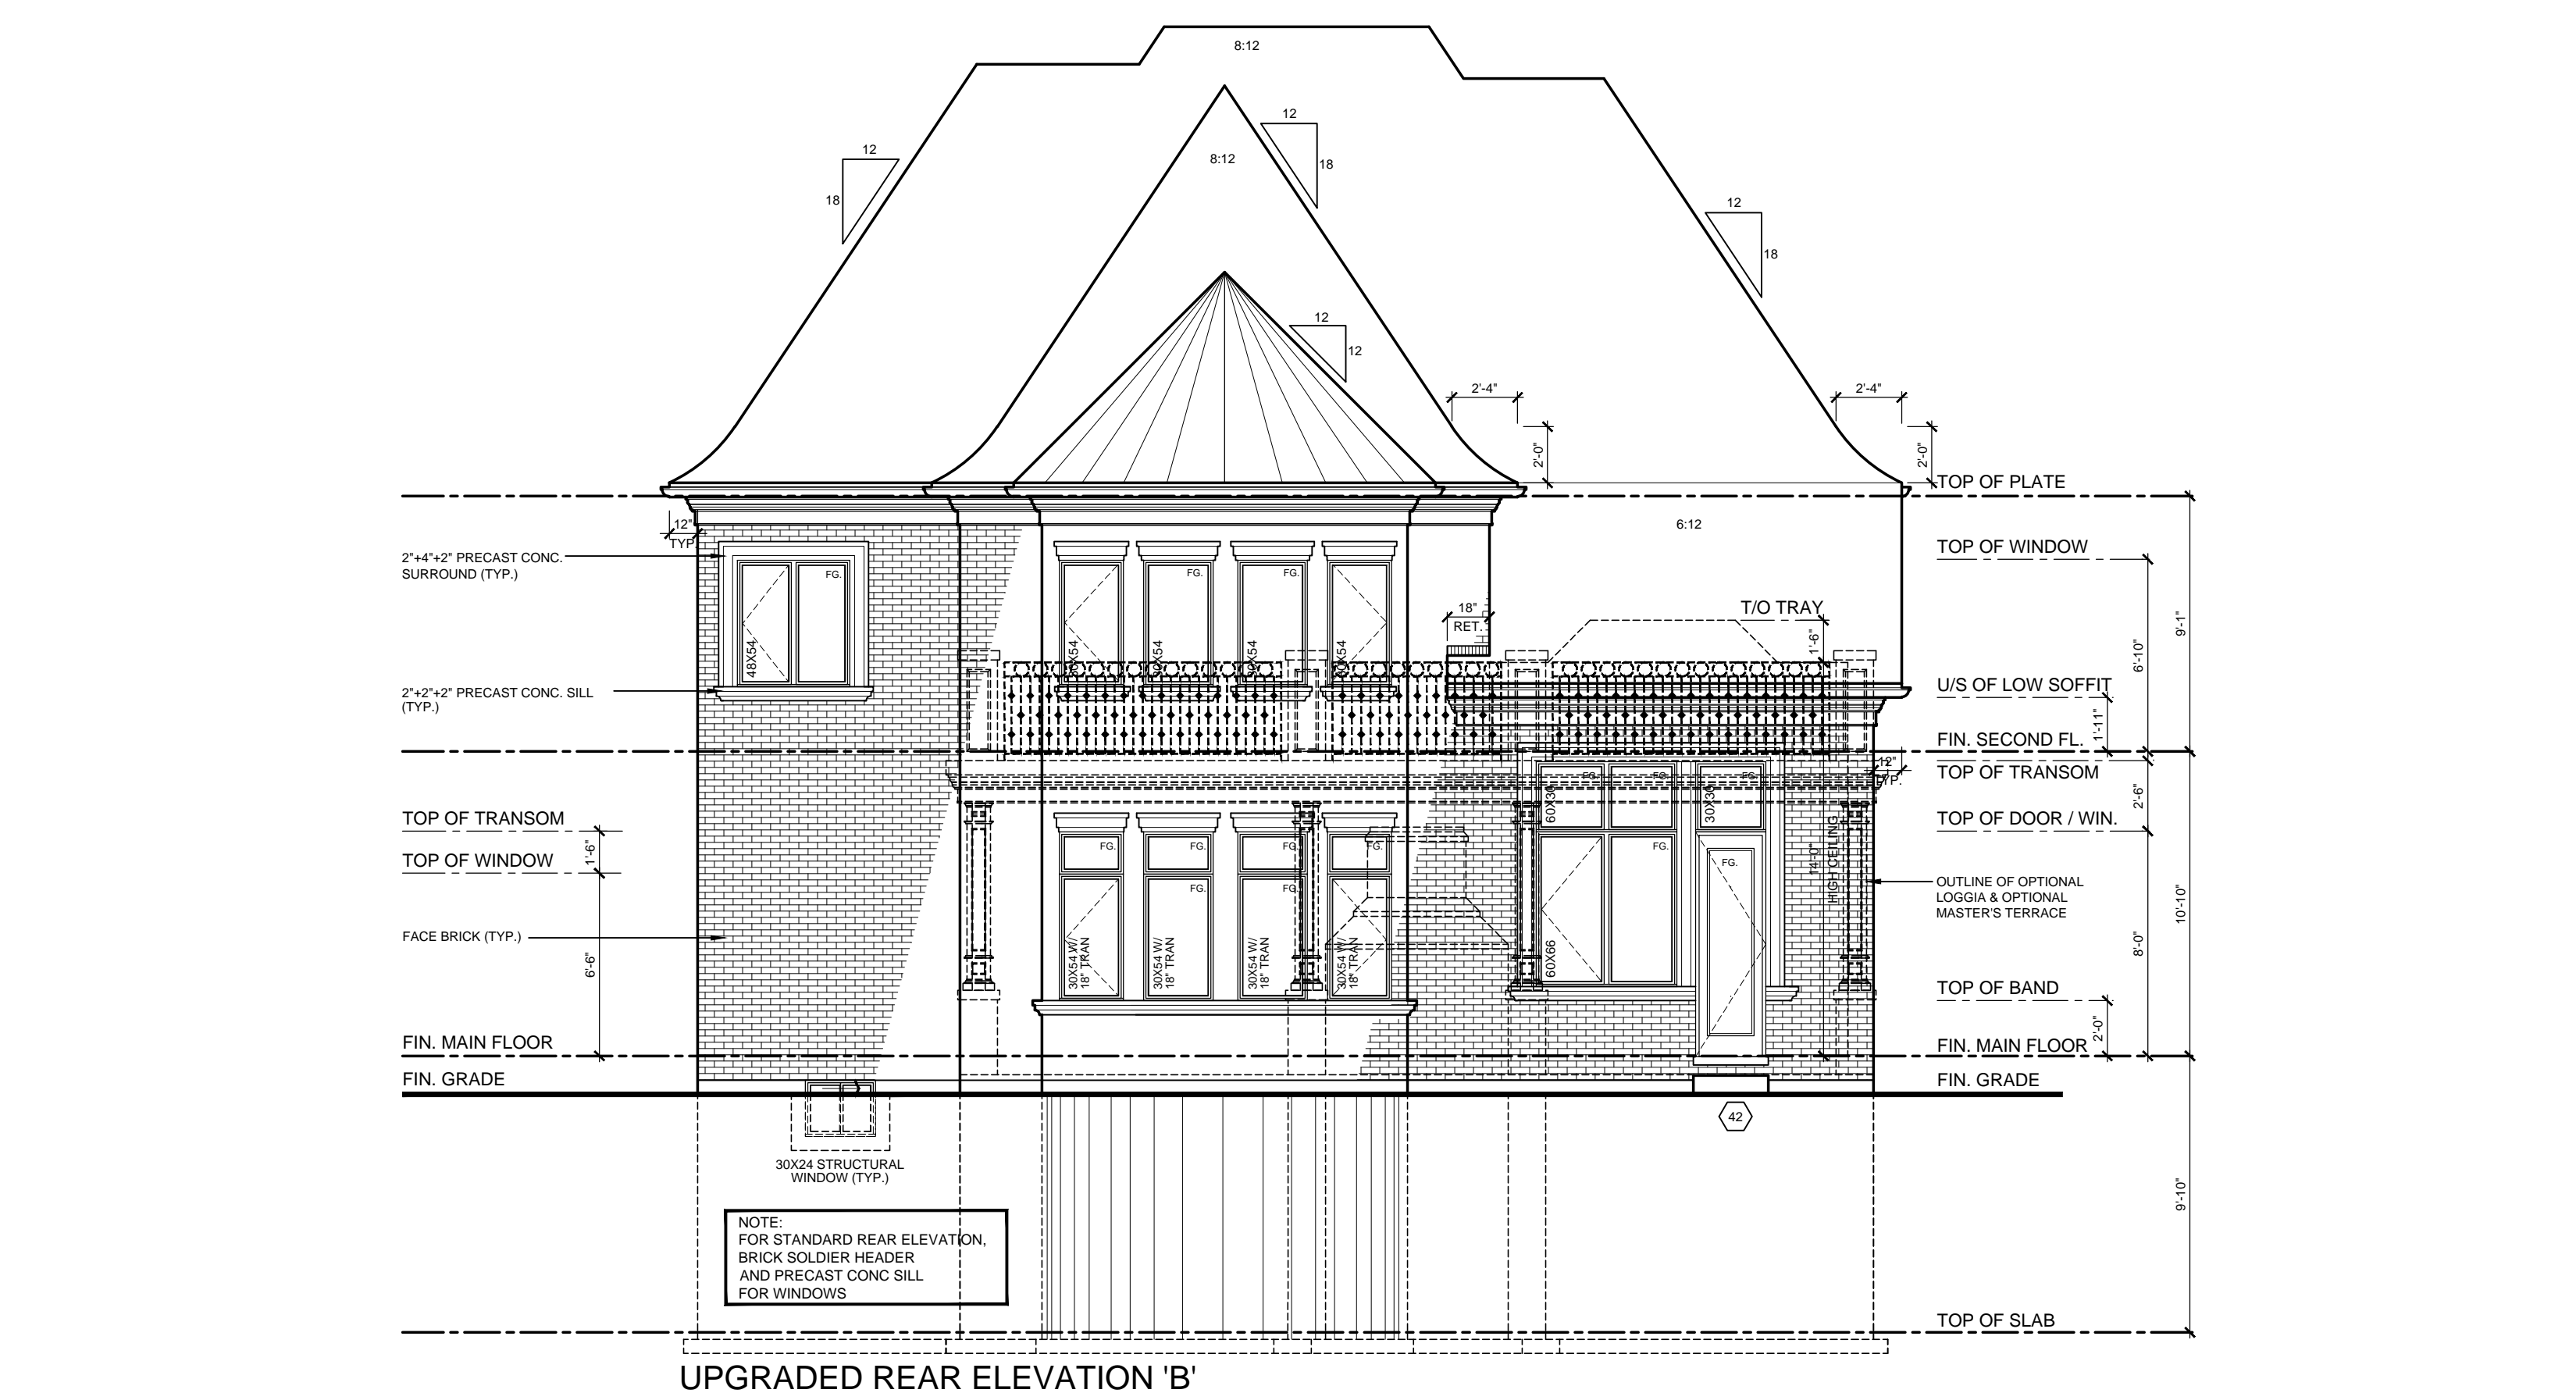 8:12
12
18
8:12
12
18
12
18
12
12
2'-4"
2'-0"
2'-4"
2'-0"
TOP OF PLATE
12"
TYP.
6:12
2"+4"+2" PRECAST CONC.
SURROUND (TYP.)
FG.
FG.
FG.
48X54
30X54
30X54
30X54
30X54
TOP OF WINDOW
9'-1"
6'-10"
18"
RET.
T/O TRAY
1'-6"
2"+2"+2" PRECAST CONC. SILL
(TYP.)
U/S OF LOW SOFFIT
1'-11"
FIN. SECOND FL.
12"
TYP.
TOP OF TRANSOM
2'-6"
FG.
FG.
FG.
60X30
30X30
TOP OF TRANSOM
1'-6"
TOP OF WINDOW
TOP OF DOOR / WIN.
FG.
FG.
FG.
FG.
FG.
FG.
FG.
FG.
14'-0"
HIGH CEILING
OUTLINE OF OPTIONAL
LOGGIA & OPTIONAL
MASTER'S TERRACE
10'-10"
8'-0"
FACE BRICK (TYP.)
6'-6"
30X54 W/
18" TRAN
30X54 W/
18" TRAN
30X54 W/
18" TRAN
30X54 W/
18" TRAN
60X66
TOP OF BAND
2'-0"
FIN. MAIN FLOOR
FIN. MAIN FLOOR
FIN. GRADE
FIN. GRADE
42
30X24 STRUCTURAL
WINDOW (TYP.)
9'-10"
NOTE:
FOR STANDARD REAR ELEVATION,
BRICK SOLDIER HEADER
AND PRECAST CONC SILL
FOR WINDOWS
TOP OF SLAB
UPGRADED REAR ELEVATION 'B'